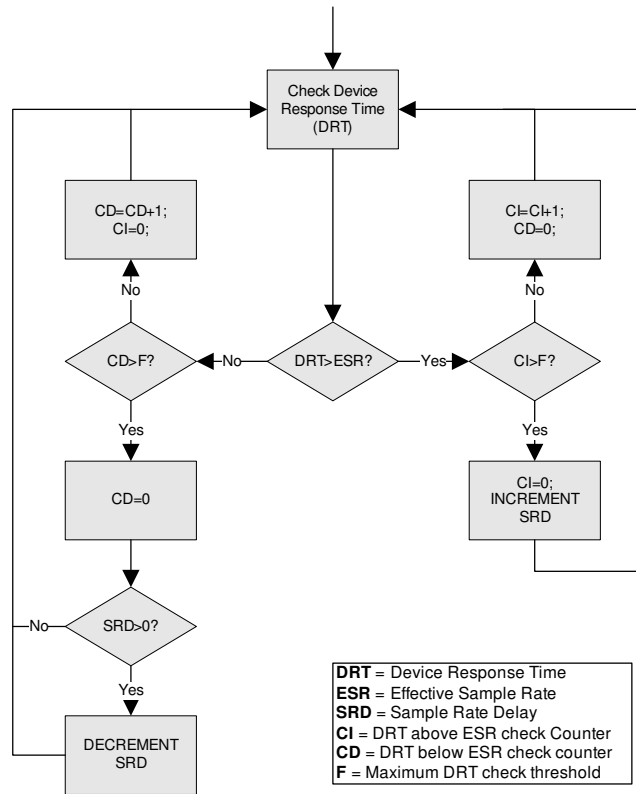 Check Device
Response Time
(DRT)
CD=CD+1;
CI=0;
CI=CI+1;
CD=0;
No
No
CD>F?
No
DRT>ESR?
Yes
CI>F?
Yes
Yes
CD=0
CI=0;
INCREMENT
SRD
No
SRD>0?
Yes
DECREMENT
SRD
DRT = Device Response Time
ESR = Effective Sample Rate
SRD = Sample Rate Delay
CI = DRT above ESR check Counter
CD = DRT below ESR check counter
F = Maximum DRT check threshold